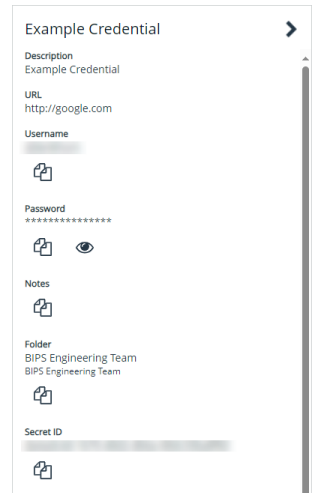 Example Credential
Description
Example Credential
URL
http://google.com
Username
Password
***************
Notes
Folder
BIPS Engineering Team
BIPS Engineering Team
Secret ID